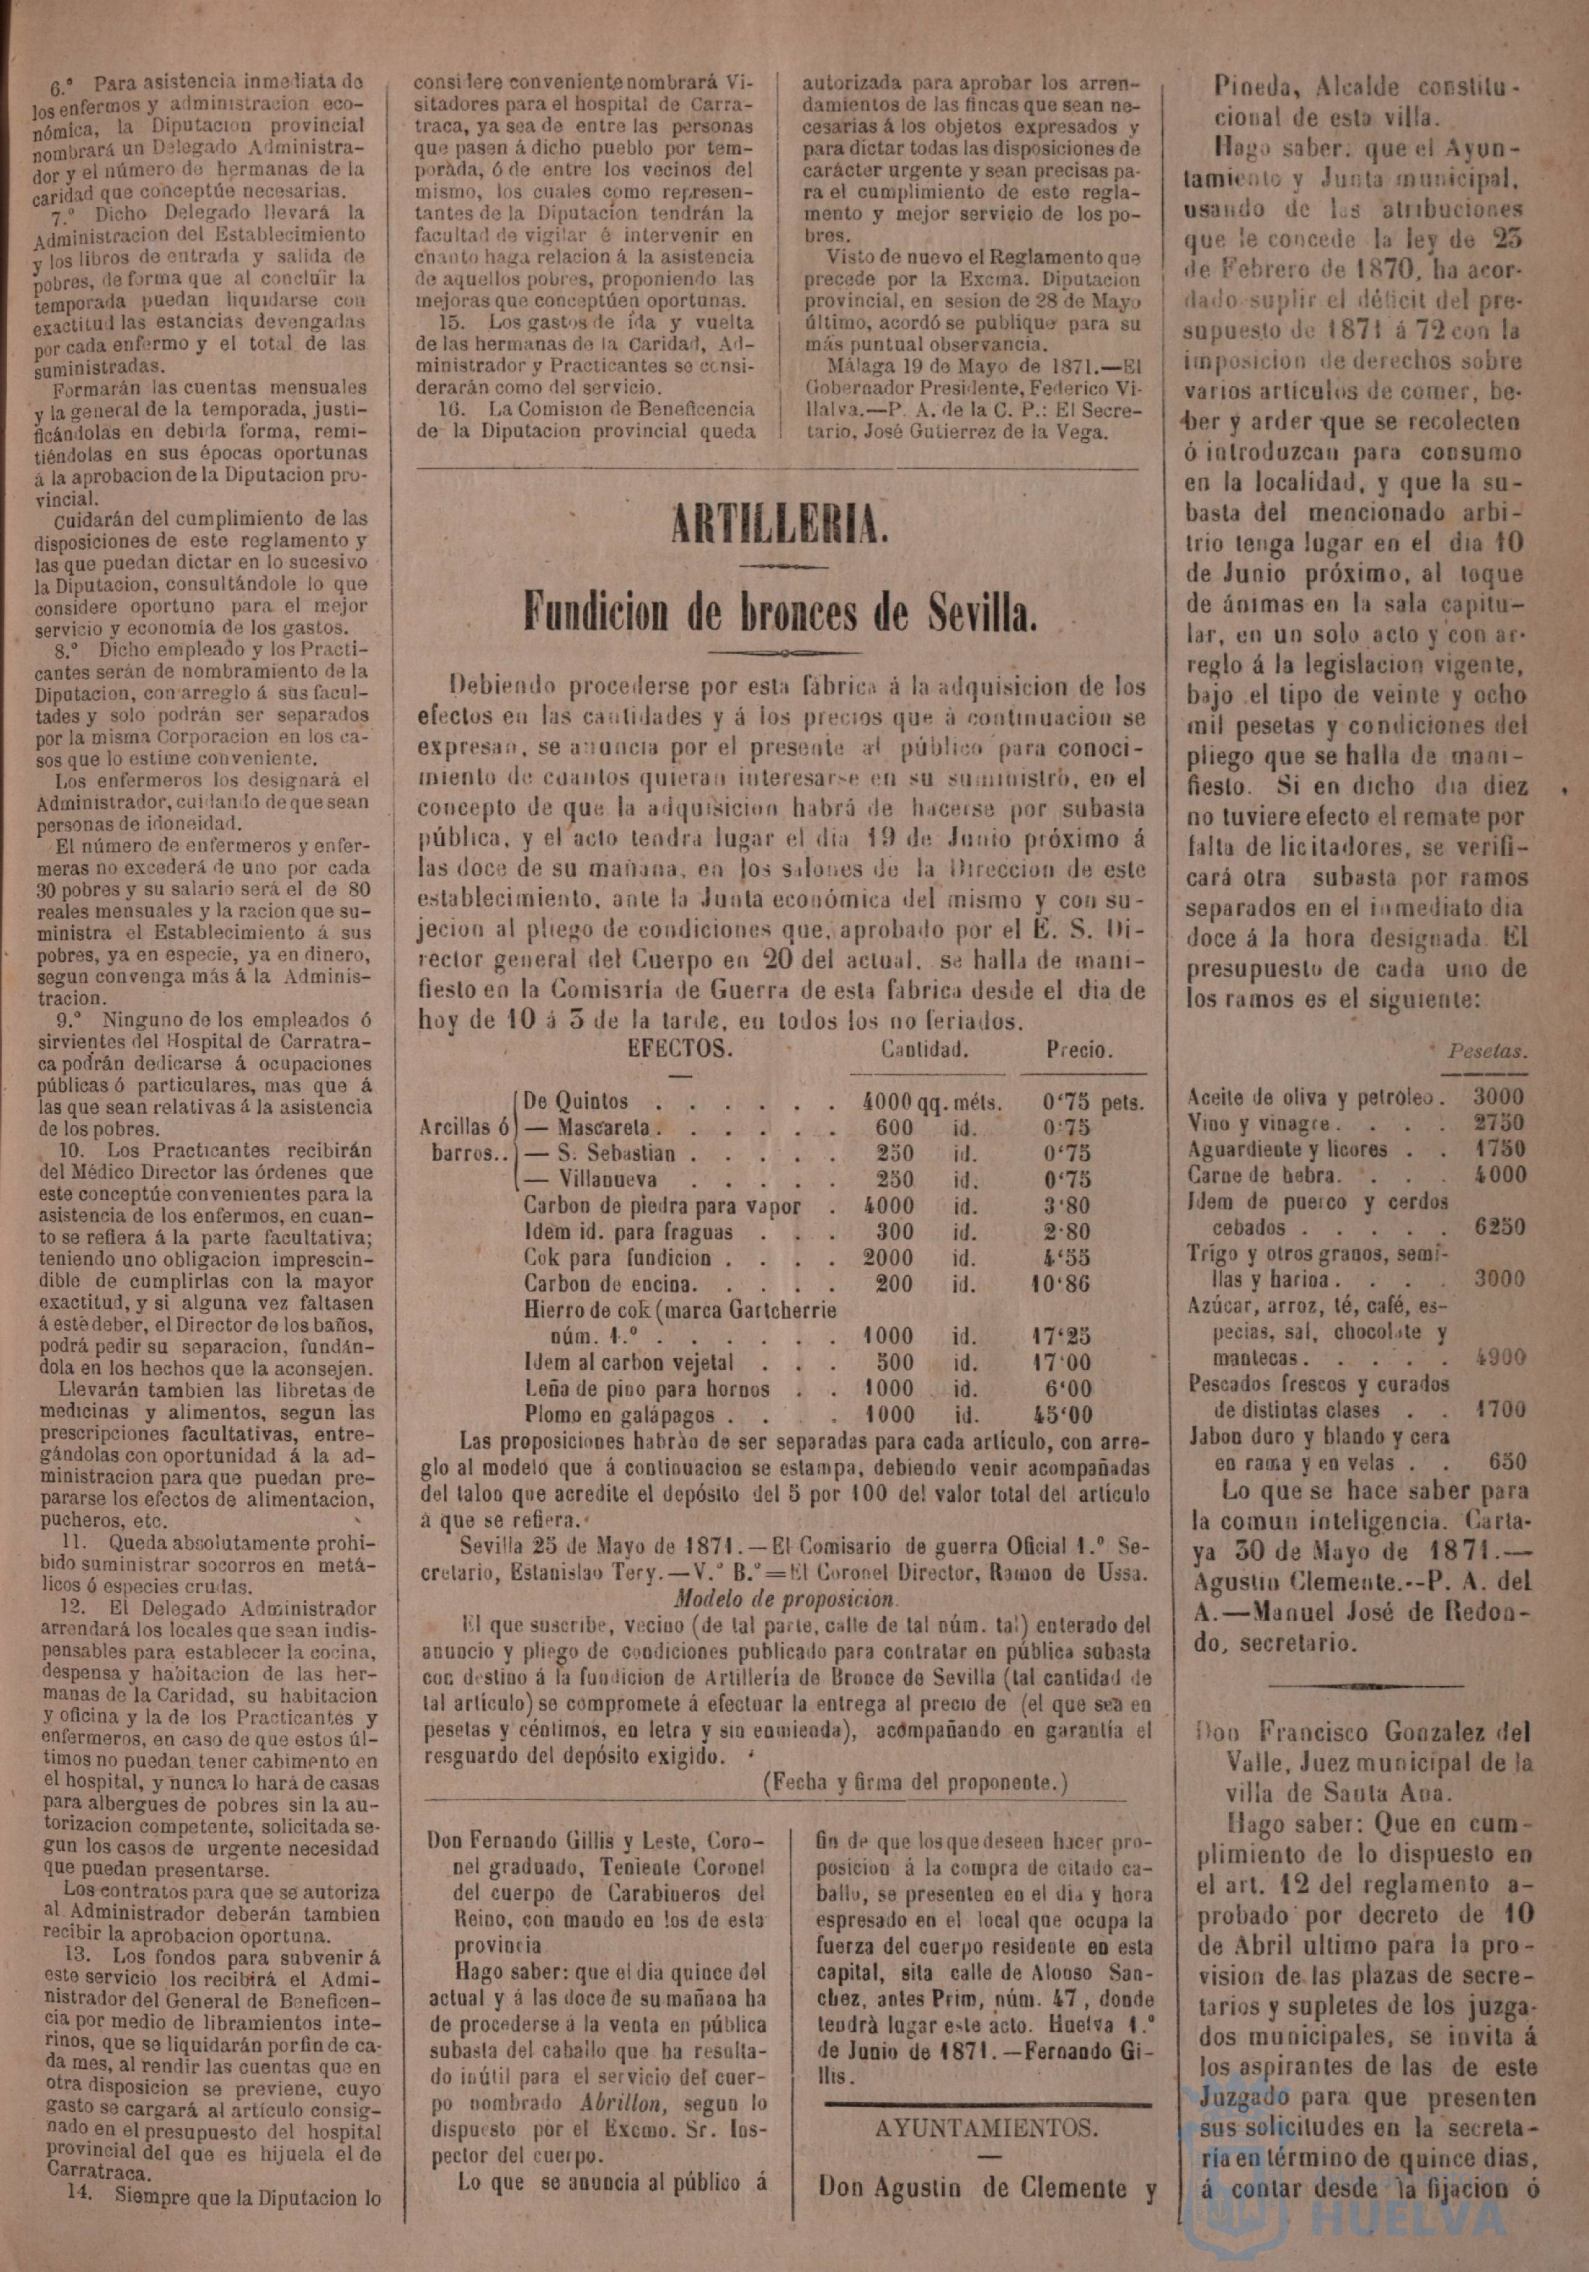 6.º Para asistencia inmediata de
los enfermos y administracion eco-
nómica, la Diputacion provincial
nombrará un Delegado Administra-
dor y el número de hermanas de la
caridad que conceptúe necesarias.
7.º Dicho Delegado llevará la
Administracion del Establecimiento
y los libros de entrada y salida de
pobres, de forma que al concluir la
temporada puedan liquidarse con
exactitud las estancias devengadas
por cada enfermo y el total de las
suministradas.
Formarán las cuentas mensuales
y la general de la temporada, justi-
ficándolas en debida forma, remi-
tiéndolas en sus épocas oportunas
á la aprobacion de la Diputacion pro-
vincial.
Cuidarán del cumplimiento de las
disposiciones de este reglamento y
las que puedan dictar en lo sucesivo
la Diputacion, consultándole lo que
considere oportuno para el mejor
servicio y economía de los gastos.
8.º Dicho empleado y los Practi-
cantes serán de nombramiento de la
Diputacion, con arreglo á sus facul-
tades y solo podrán ser separados
por la misma Corporacion en los ca-
sos que lo estime conveniente.
Los enfermeros los designará el
Administrador, cuidando de que sean
personas de idoneidad.
El número de enfermeros y enfer-
meras no excederá de uno por cada
30 pobres y su salario será el de 80
reales mensuales y la racion que su-
ministra el Establecimiento á sus
pobres, ya en especie, ya en dinero,
segun convenga más á la Adminis-
tracion.
9.º Ninguno de los empleados ó
sirvientes del Hospital de Carratra-
ca podrán dedicarse á ocupaciones
públicas ó particulares, mas que á
las que sean relativas á la asistencia
de los pobres.
10. Los Practicantes recibirán
del Médico Director las órdenes que
este conceptúe convenientes para la
asistencia de los enfermos, en cuan-
to se refiera á la parte facultativa;
teniendo uno obligacion imprescin-
dible de cumplirlas con la mayor
exactitud, y si alguna vez faltasen
á este deber, el Director de los baños,
podrá pedir su separacion, fundán-
dola en los hechos que la aconsejen.
Llevarán tambien las libretas de
medicinas y alimentos, segun las
prescripciones facultativas, entre-
gándolas con oportunidad á la ad-
ministracion para que puedan pre-
pararse los efectos de alimentacion,
pucheros, etc.
11. Queda absolutamente prohi-
bido suministrar socorros en metá-
licos ó especies crudas.
12. El Delegado Administrador
arrendará los locales que sean indis-
pensables para establecer la cocina,
despensa y habitacion de las her-
manas de la Caridad, su habitacion
y oficina y la de los Practicantes y
enfermeros, en caso de que estos úl-
timos no puedan tener cabimento en
el hospital, y nunca lo hará de casas
para albergues de pobres sin la au-
torizacion competente, solicitada se-
gun los casos de urgente necesidad
que puedan presentarse.
Los contratos para que se autoriza
al Administrador deberán tambien
recibir la aprobacion oportuna.
13. Los fondos para subvenir á
este servicio los recibirá el Admi-
nistrador del General de Beneficen-
cia por medio de libramientos inte-
rinos, que se liquidarán por fin de ca-
da mes, al rendir las cuentas que en
otra disposicion se previene, cuyo
gasto se cargará al artículo consig-
nado en el presupuesto del hospital
provincial del que es hijuela el de
Carratraca.
14. Siempre que la Diputacion lo
considere conveniente nombrará Vi-
sitadores para el hospital de Carra-
traca, ya sea de entre las personas
que pasen á dicho pueblo por tem-
porada, ó de entre los vecinos del
mismo, los cuales como represen-
tantes de la Diputacion tendrán la
facultad de vigilar é intervenir en
cuanto haga relacion á la asistencia
de aquellos pobres, proponiendo las
mejoras que conceptúen oportunas.
15. Los gastos de ida y vuelta
de las hermanas de la Caridad, Ad-
ministrador y Practicantes se consi-
derarán como del servicio.
16. La Comision de Beneficencia
de la Diputacion provincial queda
autorizada para aprobar los arren-
damientos de las fincas que sean ne-
cesarias á los objetos expresados y
para dictar todas las disposiciones de
carácter urgente y sean precisas pa-
ra el cumplimiento de este regla-
mento y mejor servicio de los po-
bres.
Visto de nuevo el Reglamento que
precede por la Excma. Diputacion
provincial, en sesion de 28 de Mayo
último, acordó se publique para su
más puntual observancia.
Málaga 19 de Mayo de 1871.—El
Gobernador Presidente, Federico Vi-
llalva.—P. A. de la C. P.: El Secre-
tario, José Gutierrez de la Vega.
ARTILLERIA.
Fundicion de bronces de Sevilla.
Debiendo procederse por esta fábrica á la adquisicion de los
efectos en las cantidades y á los precios que á continuacion se
expresan, se anuncia por el presente al público para conoci-
miento de cuantos quieran interesarse en su suministro, en el
concepto de que la adquisicion habrá de hacerse por subasta
pública, y el acto tendra lugar el dia 19 de Junio próximo á
las doce de su mañana, en los salones de la Direccion de este
establecimiento, ante la Junta económica del mismo y con su-
jecion al pliego de condiciones que, aprobado por el E. S. Di-
rector general del Cuerpo en 20 del actual, se halla de mani-
fiesto en la Comisaría de Guerra de esta fabrica desde el dia de
hoy de 10 á 3 de la tarde, en todos los no feriados.
EFECTOS. Cantidad. Precio.
De Quintos . . . . . . 4000 qq. méts. 0‘75 pets.
Arcillas ó — Mascareta . . . . . . 600 id. 0‘75
barros.. — S. Sebastian . . . . . 250 id. 0‘75
— Villanueva . . . . . 250 id. 0‘75
Carbon de piedra para vapor . 4000 id. 3‘80
Idem id. para fraguas . . . 300 id. 2‘80
Cok para fundicion . . . . 2000 id. 4‘55
Carbon de encina. . . . . 200 id. 10‘86
Hierro de cok (marca Gartcherrie
núm. 1.º . . . . . . . 1000 id. 17‘25
Idem al carbon vejetal . . . 500 id. 17‘00
Leña de pino para hornos . . 1000 id. 6‘00
Plomo en galápagos . . . . 1000 id. 45‘00
Las proposiciones habrán de ser separadas para cada artículo, con arre-
glo al modelo que á continuacion se estampa, debiendo venir acompañadas
del talon que acredite el depósito del 5 por 100 del valor total del artículo
á que se refiera.
Sevilla 25 de Mayo de 1871.—El Comisario de guerra Oficial 1.º Se-
cretario, Estanislao Tery.—V.º B.º=El Coronel Director, Ramon de Ussa.
Modelo de proposicion.
El que suscribe, vecino (de tal parte, calle de tal núm. tal) enterado del
anuncio y pliego de condiciones publicado para contratar en pública subasta
con destino á la fundicion de Artillería de Bronce de Sevilla (tal cantidad de
tal artículo) se compromete á efectuar la entrega al precio de (el que sea en
pesetas y céntimos, en letra y sin enmienda), acompañando en garantía el
resguardo del depósito exigido.
(Fecha y firma del proponente.)
Don Fernando Gillis y Leste, Coro-
nel graduado, Teniente Coronel
del cuerpo de Carabineros del
Reino, con mando en los de esta
provincia
Hago saber: que el dia quince del
actual y á las doce de su mañana ha
de procederse á la venta en pública
subasta del caballo que ha resulta-
do inútil para el servicio del cuer-
po nombrado Abrillon, segun lo
dispuesto por el Excmo. Sr. Ins-
pector del cuerpo.
Lo que se anuncia al público á
fin de que los que deseen hacer pro-
posicion á la compra de citado ca-
ballo, se presenten en el dia y hora
espresado en el local que ocupa la
fuerza del cuerpo residente en esta
capital, sita calle de Alonso San-
chez, antes Prim, núm. 47, donde
tendrá lugar este acto. Huelva 1.º
de Junio de 1871.—Fernando Gi-
llis.
AYUNTAMIENTOS.
Don Agustin de Clemente y
Pineda, Alcalde constitu-
cional de esta villa.
Hago saber: que el Ayun-
tamiento y Junta municipal,
usando de las atribuciones
que le concede la ley de 23
de Febrero de 1870, ha acor-
dado suplir el déficit del pre-
supuesto de 1871 á 72 con la
imposicion de derechos sobre
varios artículos de comer, be-
ber y arder que se recolecten
ó introduzcan para consumo
en la localidad, y que la su-
basta del mencionado arbi-
trio tenga lugar en el dia 10
de Junio próximo, al toque
de ánimas en la sala capitu-
lar, en un solo acto y con ar-
reglo á la legislacion vigente,
bajo el tipo de veinte y ocho
mil pesetas y condiciones del
pliego que se halla de mani-
fiesto. Si en dicho dia diez
no tuviere efecto el remate por
falta de licitadores, se verifi-
cará otra subasta por ramos
separados en el inmediato dia
doce á la hora designada. El
presupuesto de cada uno de
los ramos es el siguiente:
Pesetas.
Aceite de oliva y petróleo. 3000
Vino y vinagre. . . . 2750
Aguardiente y licores . . 1750
Carne de hebra. . . . 4000
Idem de puerco y cerdos
cebados . . . . . . 6250
Trigo y otros granos, semi-
llas y harina. . . . . 3000
Azúcar, arroz, té, café, es-
pecias, sal, chocolate y
mantecas. . . . . . 4900
Pescados frescos y curados
de distintas clases . . 1700
Jabon duro y blando y cera
en rama y en velas . . 650
Lo que se hace saber para
la comun inteligencia. Carta-
ya 30 de Mayo de 1871.—
Agustin Clemente.--P. A. del
A.—Manuel José de Redon-
do, secretario.
Don Francisco Gonzalez del
Valle, Juez municipal de la
villa de Santa Ana.
Hago saber: Que en cum-
plimiento de lo dispuesto en
el art. 12 del reglamento a-
probado por decreto de 10
de Abril ultimo para la pro-
vision de las plazas de secre-
tarios y supletes de los juzga-
dos municipales, se invita á
los aspirantes de las de este
Juzgado para que presenten
sus solicitudes en la secreta-
ría en término de quince dias,
á contar desde la fijacion ó
HUELVA